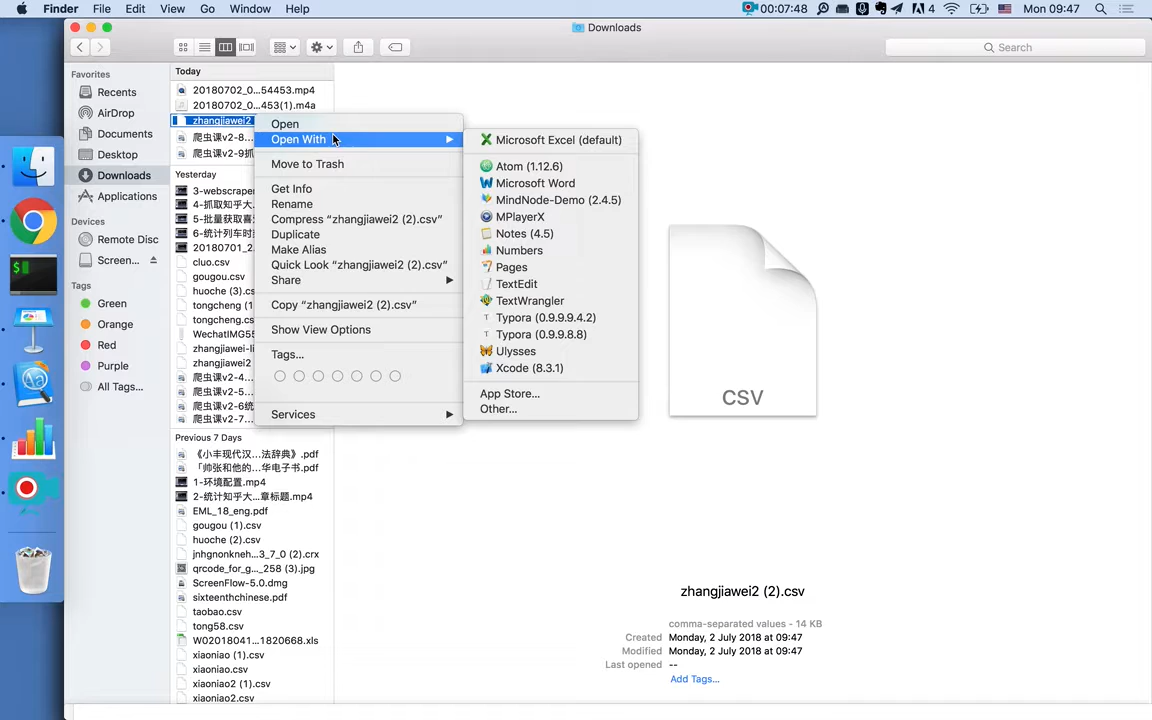 Finder File Edit View Go Window Help 00:07:48 4 Mon 09:47
Downloads
Search
Favorites
Recents
AirDrop
Documents
Desktop
Downloads
Applications
Devices
Remote Disc
Screen...
Tags
Green
Orange
Red
Purple
All Tags...
Today
20180702_0...54453.mp4
20180702_0...453(1).m4a
zhangjiawei2
爬虫课v2-8...
爬虫课v2-9抓
Yesterday
3-webscraper
4-抓取知乎大
5-批量获取喜
6-统计列车时
20180701_2
cluo.csv
gougou.csv
huoche (3).cs
tongcheng (1
tongcheng.cs
WechatIMG55
zhangjiawei-li
zhangjiawei2
爬虫课v2-4...
爬虫课v2-5...
爬虫课v2-6统
爬虫课v2-7...
Previous 7 Days
《小丰现代汉...法辞典》.pdf
「帅张和他的...华电子书.pdf
1-环境配置.mp4
2-统计知乎大...章标题.mp4
EML_18_eng.pdf
gougou (1).csv
huoche (2).csv
jnhgnonkneh...3_7_0 (2).crx
qrcode_for_g..._258 (3).jpg
ScreenFlow-5.0.dmg
sixteenthchinese.pdf
taobao.csv
tong58.csv
W02018041...1820668.xls
xiaoniao (1).csv
xiaoniao.csv
xiaoniao2 (1).csv
xiaoniao2.csv
Open
Open With
Move to Trash
Get Info
Rename
Compress “zhangjiawei2 (2).csv”
Duplicate
Make Alias
Quick Look “zhangjiawei2 (2).csv”
Share
Copy “zhangjiawei2 (2).csv”
Show View Options
Tags...
Services
Microsoft Excel (default)
Atom (1.12.6)
Microsoft Word
MindNode-Demo (2.4.5)
MPlayerX
Notes (4.5)
Numbers
Pages
TextEdit
TextWrangler
Typora (0.9.9.9.4.2)
Typora (0.9.9.8.8)
Ulysses
Xcode (8.3.1)
App Store...
Other...
CSV
zhangjiawei2 (2).csv
comma-separated values - 14 KB
Created Monday, 2 July 2018 at 09:47
Modified Monday, 2 July 2018 at 09:47
Last opened --
Add Tags...